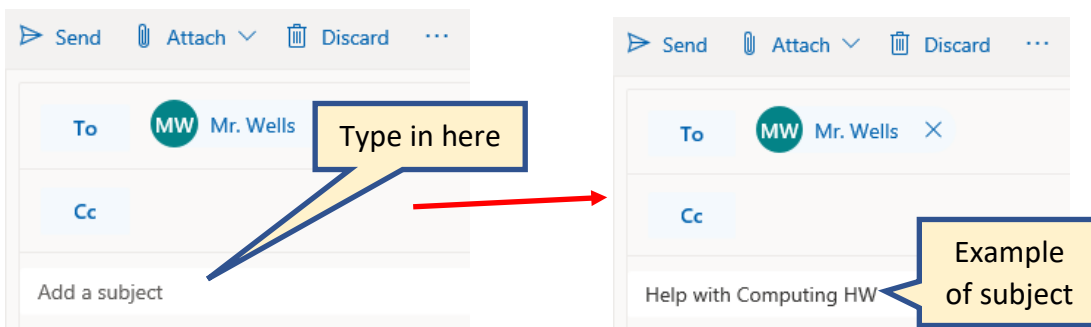 Send Attach Discard ...
To MW Mr. Wells
Type in here
Cc
Add a subject
Send Attach Discard ...
To MW Mr. Wells ×
Cc
Help with Computing HW
Example
of subject